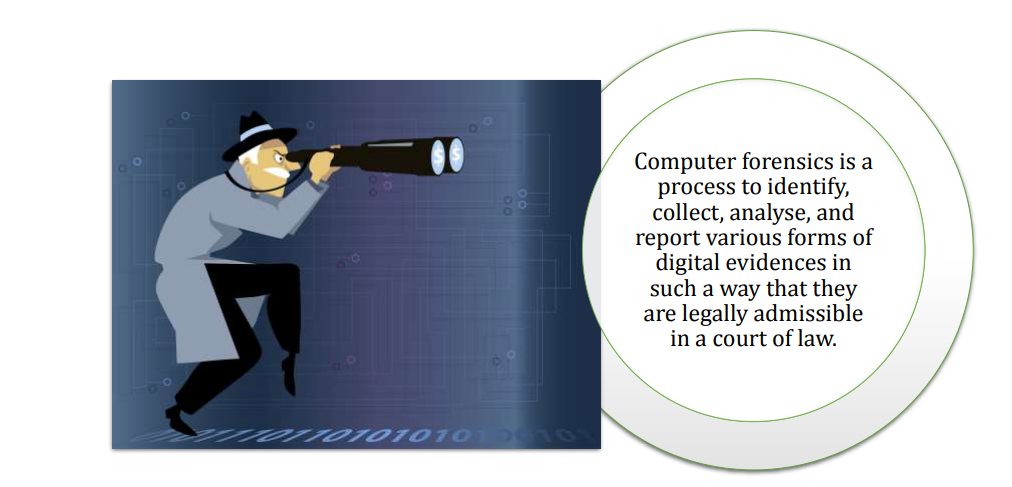 Computer forensics is a
process to identify,
collect, analyse, and
report various forms of
digital evidences in
such a way that they
are legally admissible
in a court of law.
$ $